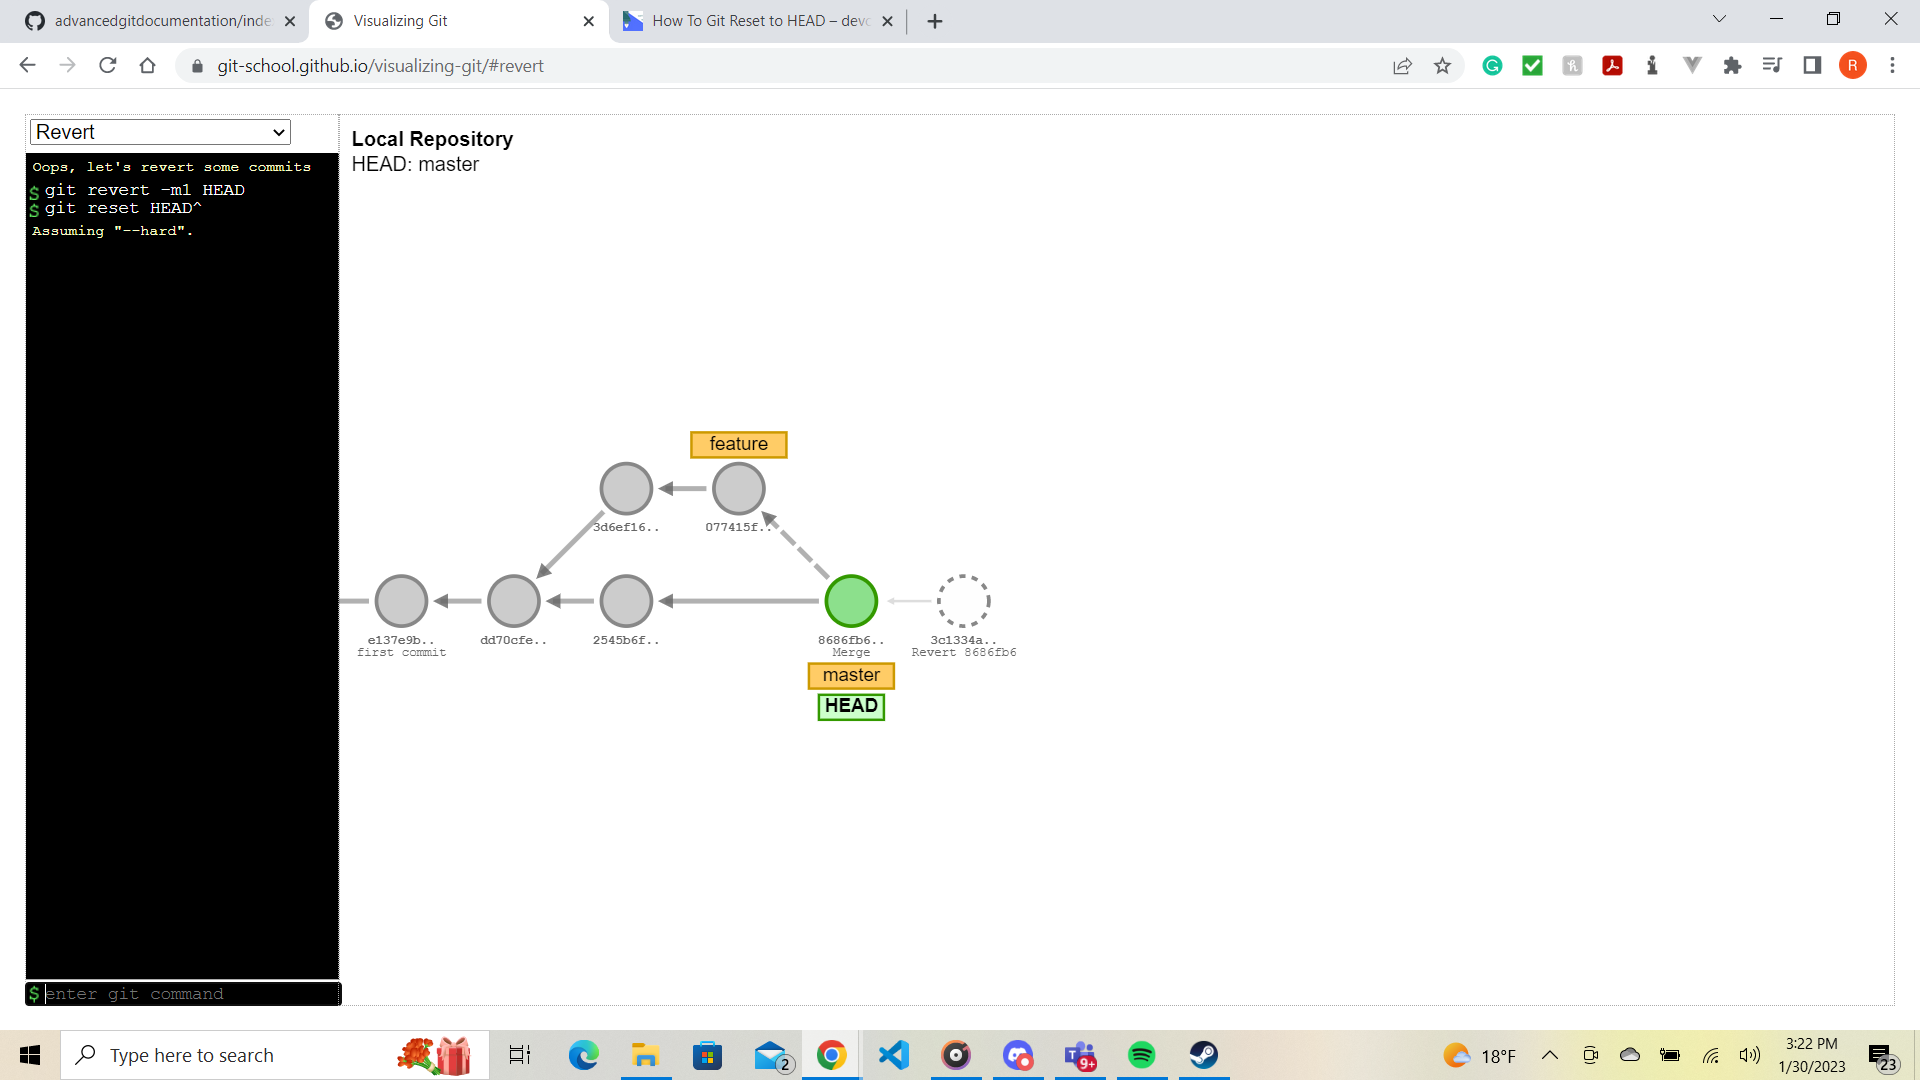 advancedgitdocumentation/inde
Visualizing Git
How To Git Reset to HEAD – devc
git-school.github.io/visualizing-git/#revert
R
Revert
Oops, let's revert some commits
$ git revert -m1 HEAD
$ git reset HEAD^
Assuming "--hard".
Local Repository
HEAD: master
feature
3d6ef16..
077415f..
e137e9b..
first commit
dd70cfe..
2545b6f..
8686fb6..
Merge
3c1334a..
Revert 8686fb6
master
HEAD
$ enter git command
Type here to search
2
9+
18°F
3:22 PM
1/30/2023
23